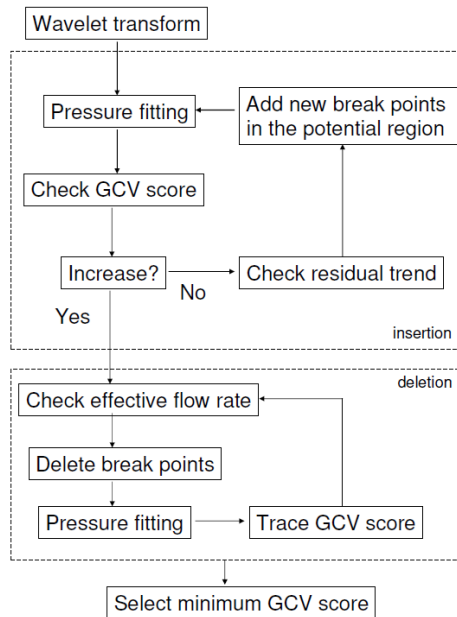 Wavelet transform
Pressure fitting
Add new break points
in the potential region
Check GCV score
Increase?
No
Check residual trend
Yes
insertion
deletion
Check effective flow rate
Delete break points
Pressure fitting
Trace GCV score
Select minimum GCV score